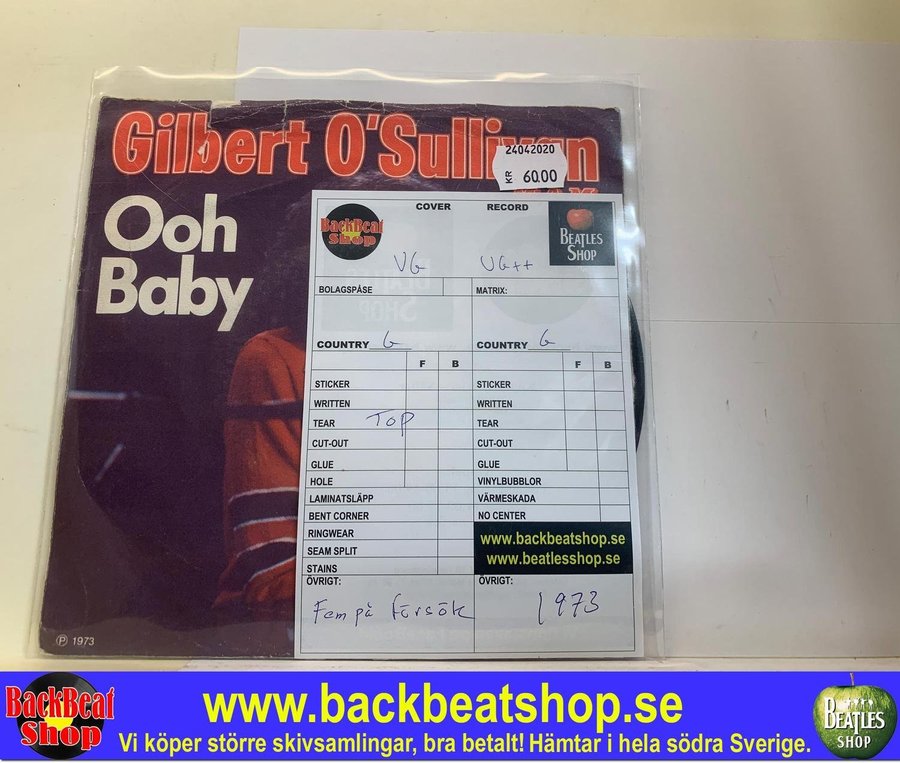 Gilbert O'Sullivan
24042020
KR 60.00
Ooh
Baby
COVER RECORD
BackBeat
Shop
BEATLES
SHOP
VG VG++
BOLAGSPÅSE MATRIX:
COUNTRY G COUNTRY G
F B F B
STICKER STICKER
WRITTEN WRITTEN
TEAR TOP TEAR
CUT-OUT CUT-OUT
GLUE GLUE
HOLE VINYLBUBBLOR
LAMINATSLÄPP VÄRMESKADA
BENT CORNER NO CENTER
RINGWEAR
SEAM SPLIT
STAINS
www.backbeatshop.se
www.beatlesshop.se
ÖVRIGT: ÖVRIGT:
Fem på försök 1973
Ⓟ 1973
BackBeat
Shop
www.backbeatshop.se
Vi köper större skivsamlingar, bra betalt! Hämtar i hela södra Sverige.
BEATLES
SHOP